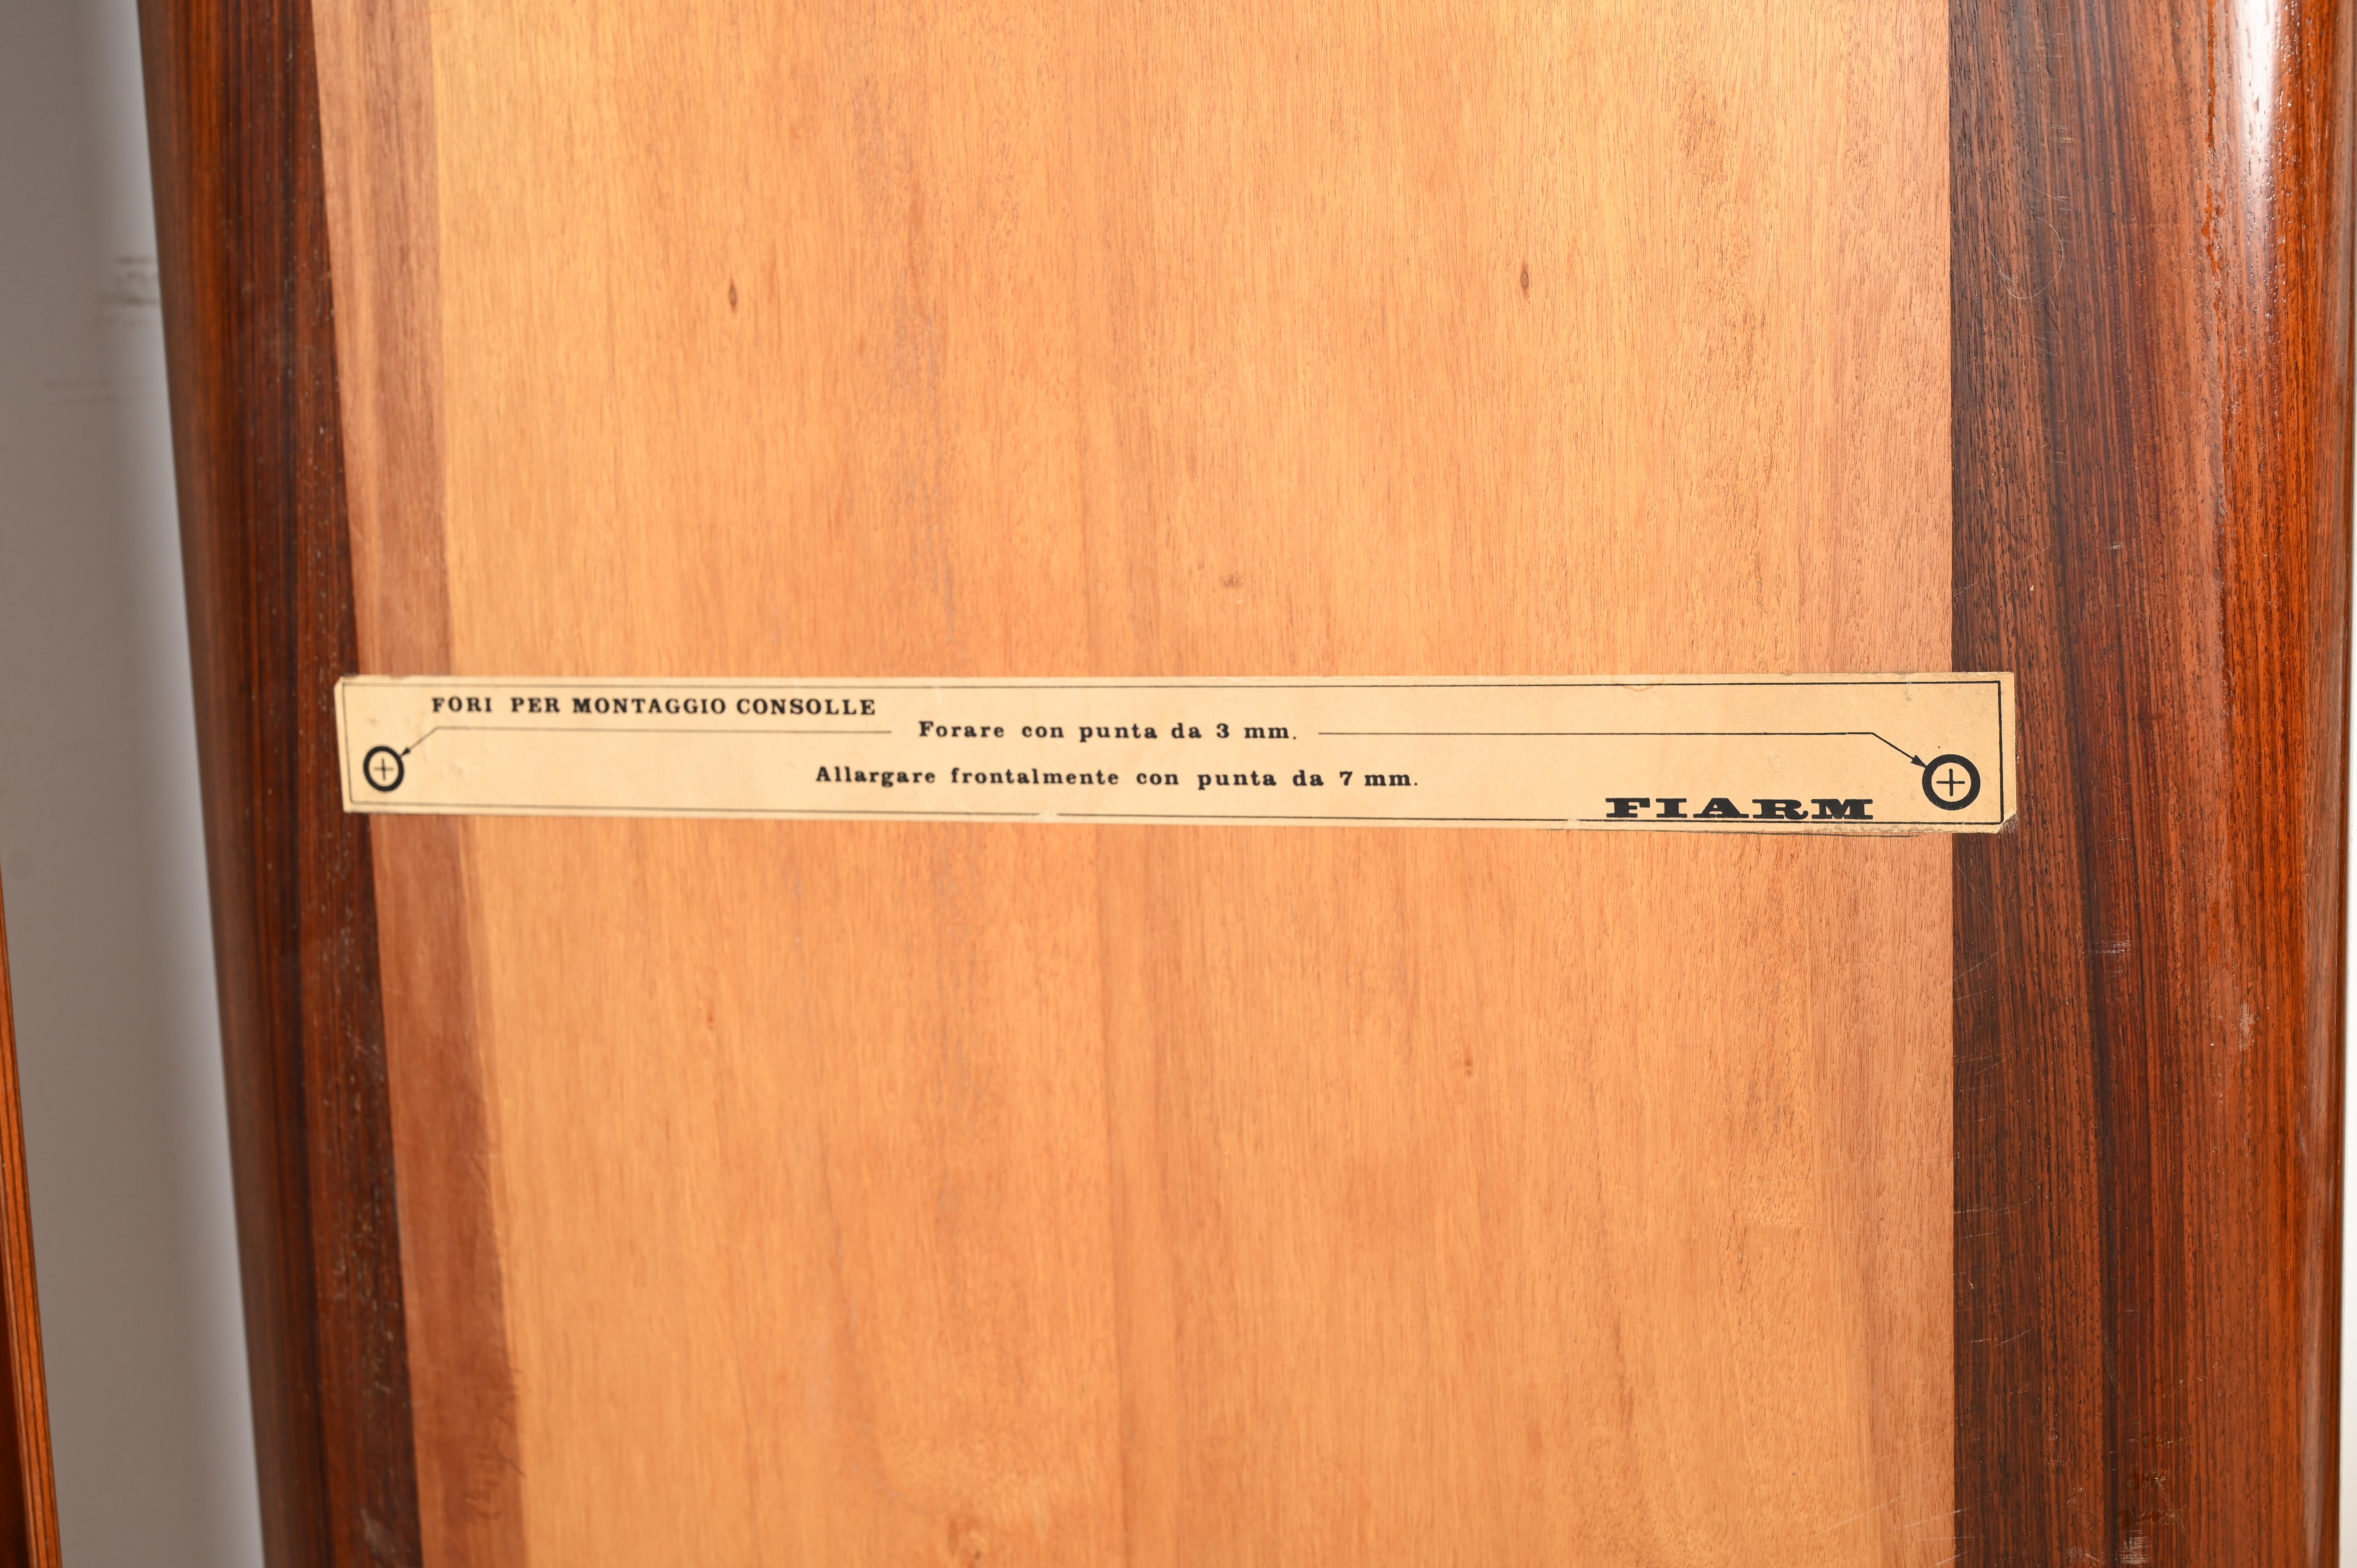 FORI PER MONTAGGIO CONSOLLE
Forare con punta da 3 mm.
Allargare frontalmente con punta da 7 mm.
FIARM